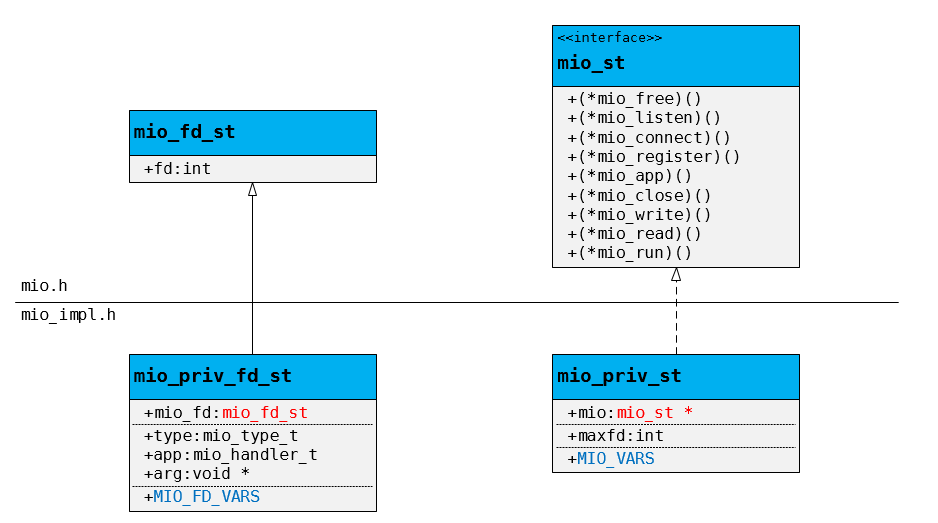 <<interface>>
mio_st
+(*mio_free)()
+(*mio_listen)()
+(*mio_connect)()
+(*mio_register)()
+(*mio_app)()
+(*mio_close)()
+(*mio_write)()
+(*mio_read)()
+(*mio_run)()
mio_fd_st
+fd:int
mio.h
mio_impl.h
mio_priv_fd_st
+mio_fd:mio_fd_st
+type:mio_type_t
+app:mio_handler_t
+arg:void *
+MIO_FD_VARS
mio_priv_st
+mio:mio_st *
+maxfd:int
+MIO_VARS